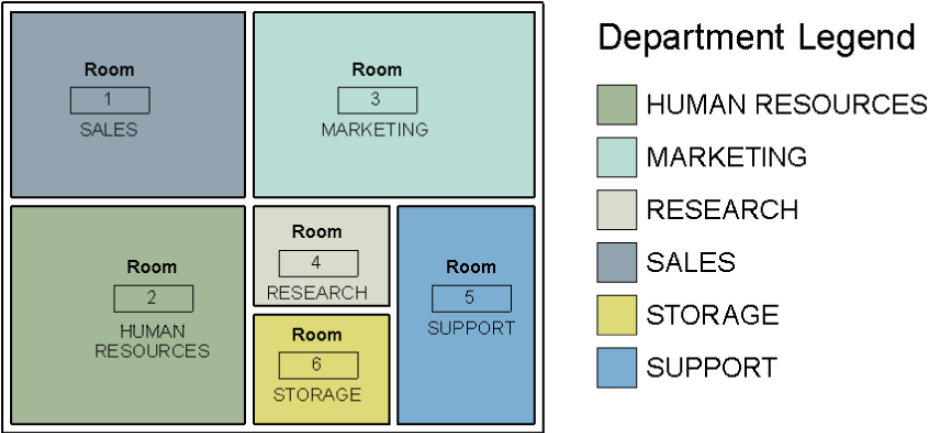 Room
1
SALES
Room
3
MARKETING
Room
2
HUMAN
RESOURCES
Room
4
RESEARCH
Room
5
SUPPORT
Room
6
STORAGE
Department Legend
HUMAN RESOURCES
MARKETING
RESEARCH
SALES
STORAGE
SUPPORT